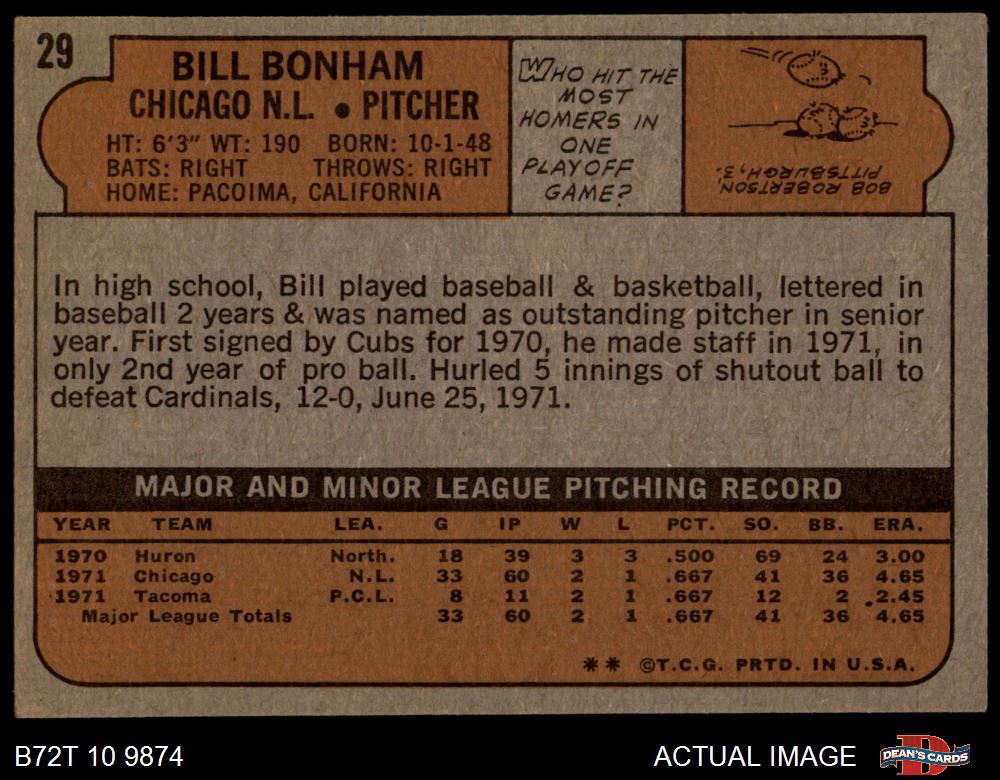 29
BILL BONHAM
CHICAGO N.L. ● PITCHER
HT: 6'3" WT: 190 BORN: 10-1-48
BATS: RIGHT THROWS: RIGHT
HOME: PACOIMA, CALIFORNIA
WHO HIT THE
MOST
HOMERS IN
ONE
PLAYOFF
GAME?
BOB ROBERTSON,
PITTSBURGH, 3.
In high school, Bill played baseball & basketball, lettered in
baseball 2 years & was named as outstanding pitcher in senior
year. First signed by Cubs for 1970, he made staff in 1971, in
only 2nd year of pro ball. Hurled 5 innings of shutout ball to
defeat Cardinals, 12-0, June 25, 1971.
MAJOR AND MINOR LEAGUE PITCHING RECORD
YEAR TEAM LEA. G IP W L PCT. SO. BB. ERA.
1970 Huron North. 18 39 3 3 .500 69 24 3.00
1971 Chicago N.L. 33 60 2 1 .667 41 36 4.65
1971 Tacoma P.C.L. 8 11 2 1 .667 12 2 2.45
Major League Totals 33 60 2 1 .667 41 36 4.65
** ©T.C.G. PRTD. IN U.S.A.
B72T 10 9874
ACTUAL IMAGE
DEAN'S CARDS